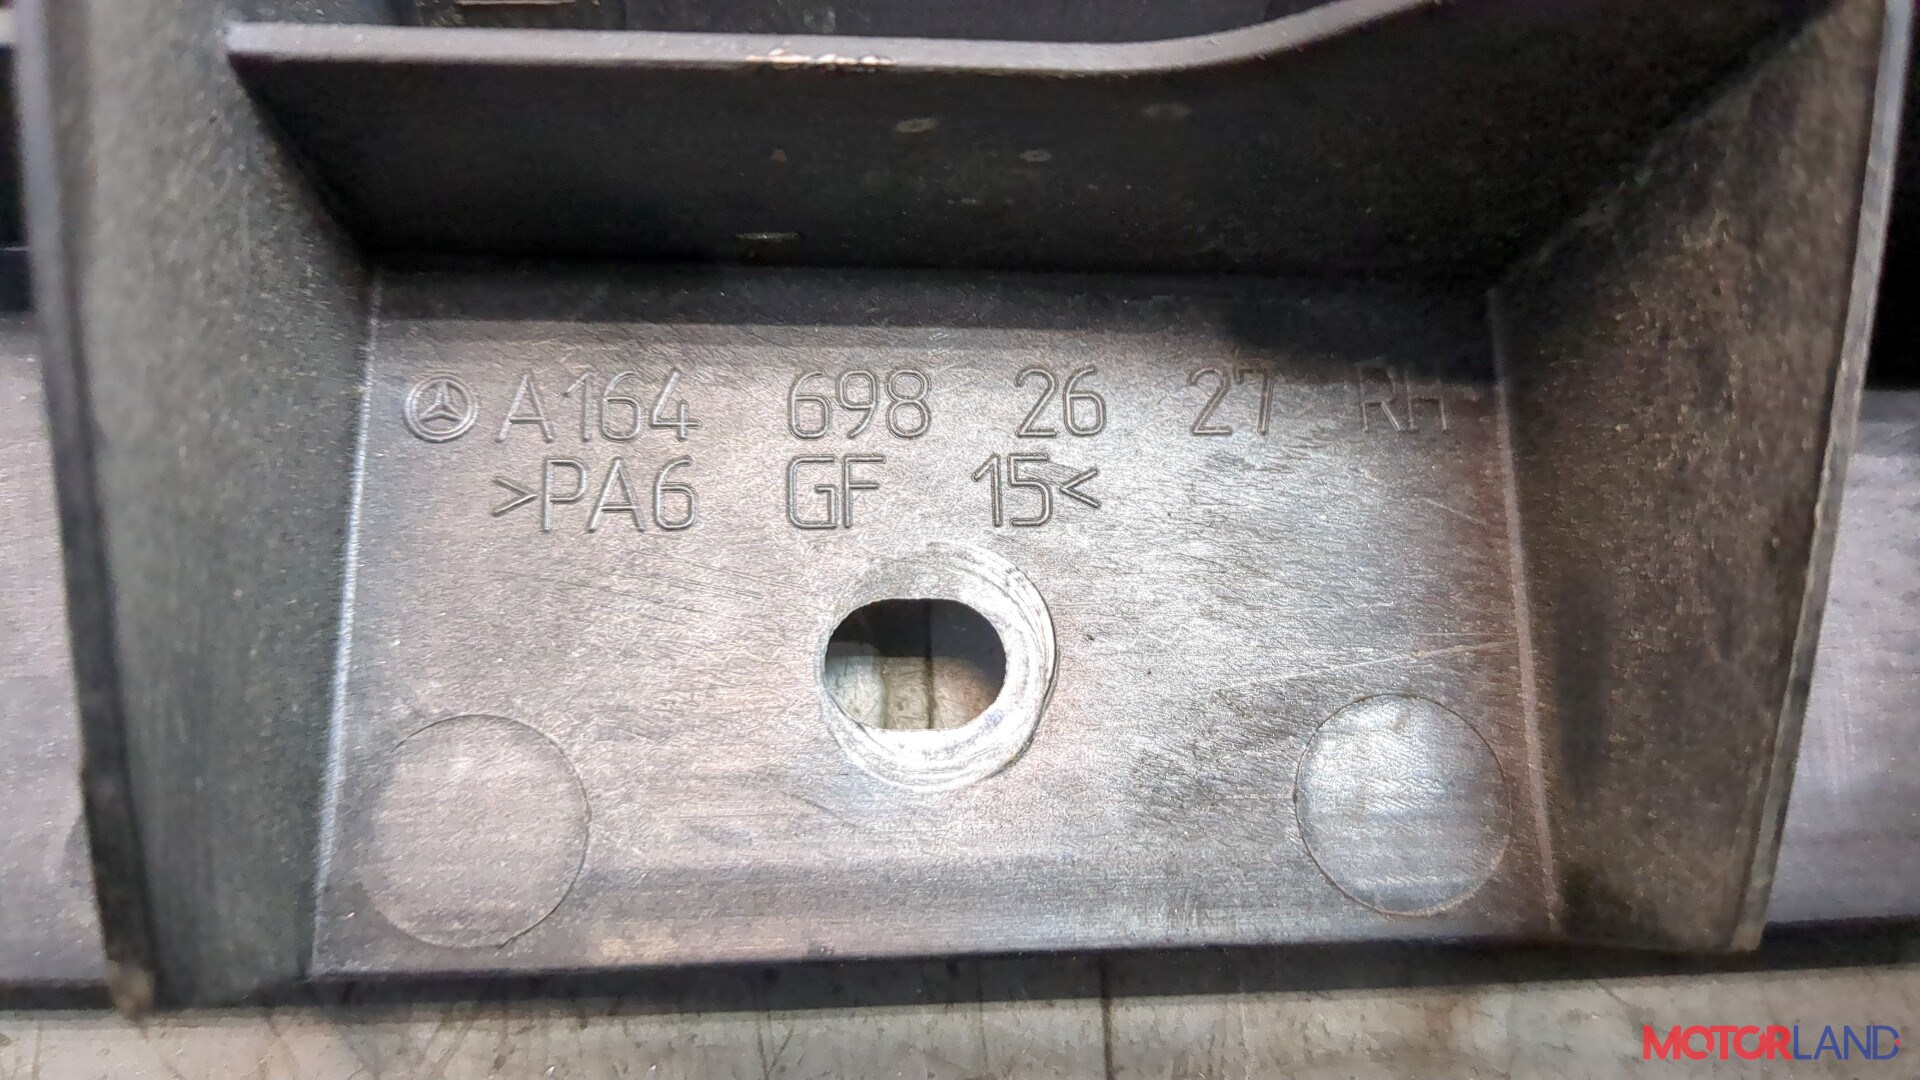 A164 698 26 27 RH
>PA6 GF 15<
MOTORLAND